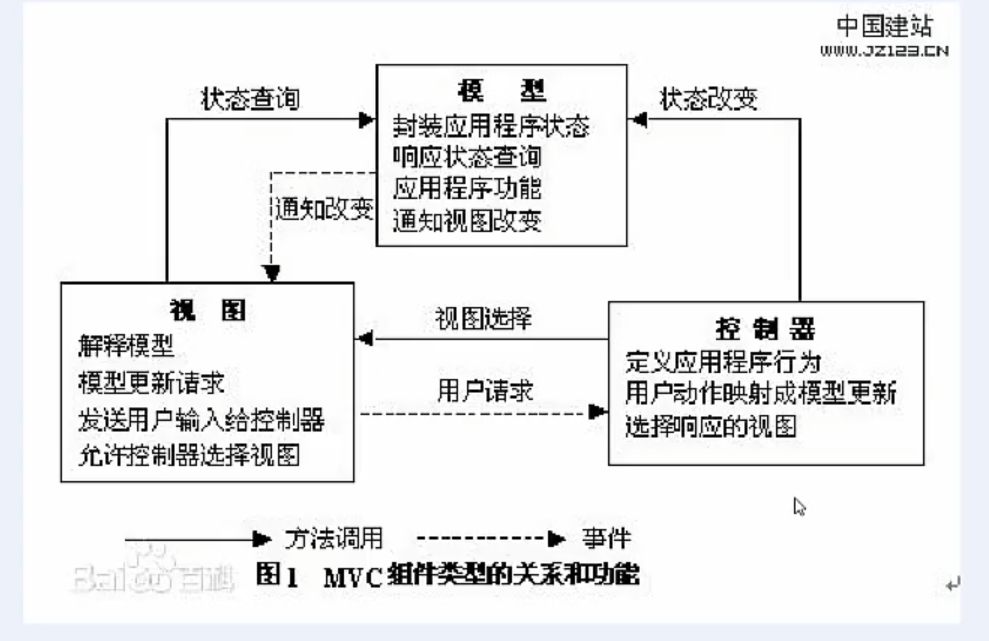 中国建站
WWW.JZ123.CN
状态查询
模 型
状态改变
封装应用程序状态
响应状态查询
应用程序功能
通知视图改变
通知改变
视 图
解释模型
模型更新请求
发送用户输入给控制器
允许控制器选择视图
视图选择
用户请求
控 制 器
定义应用程序行为
用户动作映射成模型更新
选择响应的视图
方法调用
事件
Bai 百科
图1 MVC组件类型的关系和功能